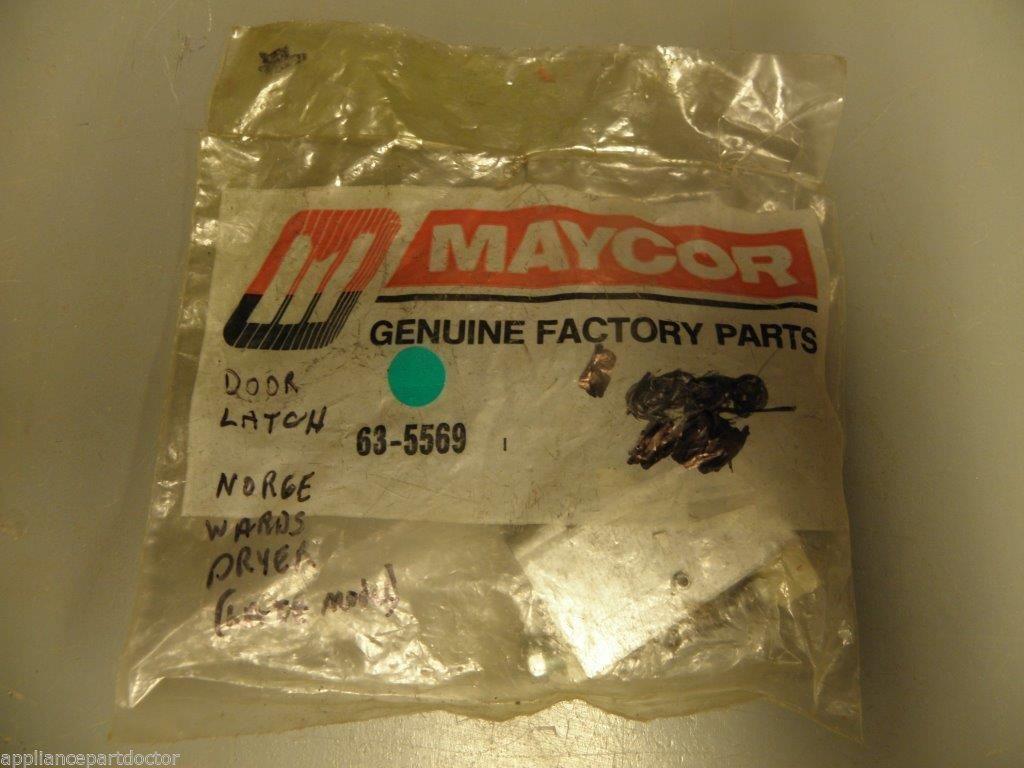 MAYCOR
GENUINE FACTORY PARTS
DOOR
LATCH
63-5569
NORGE
WARDS
DRYER
appliancepartdoctor